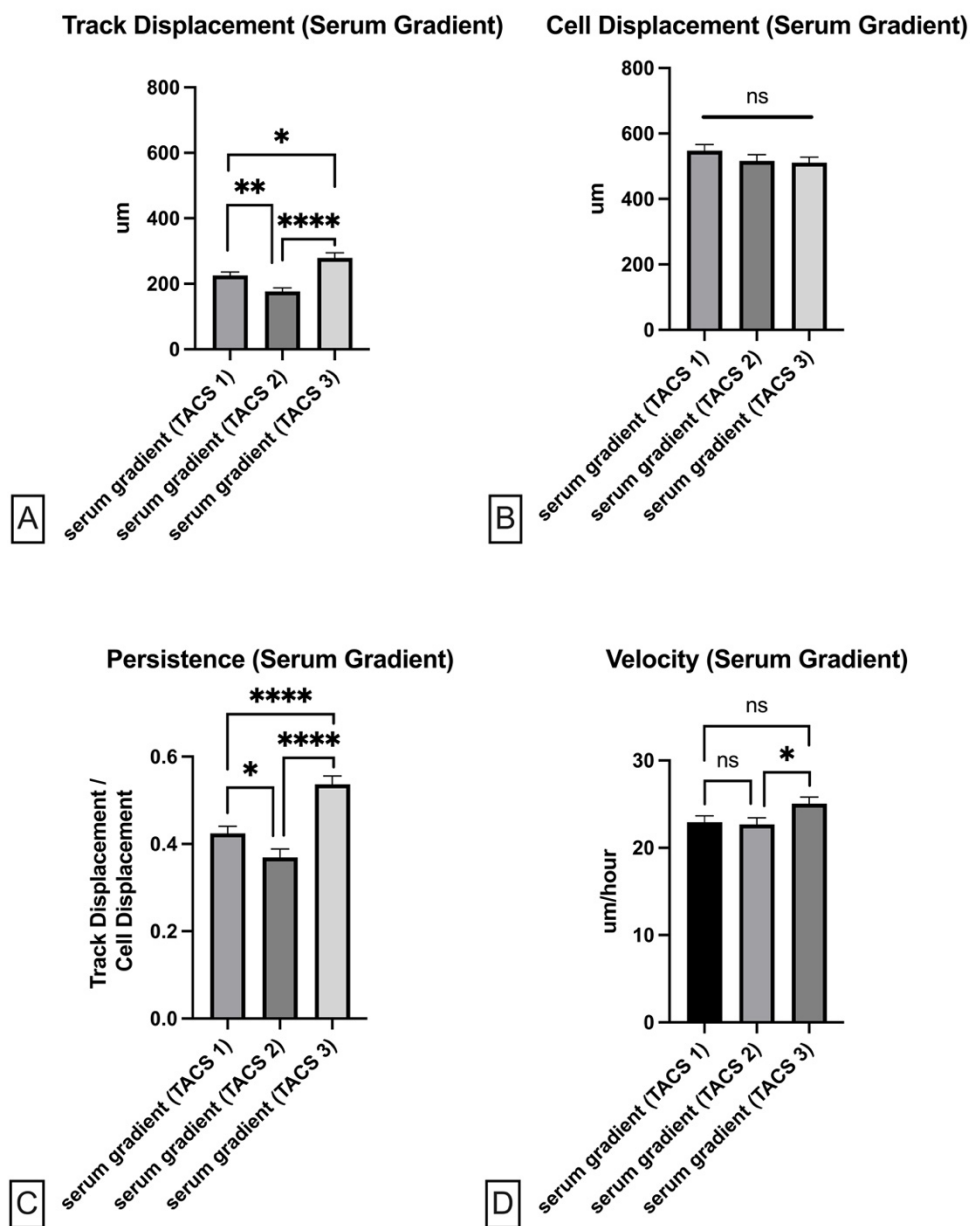 Track Displacement (Serum Gradient)
800
600
400
200
0
um
*
**
****
serum gradient (TACS 1)
serum gradient (TACS 2)
serum gradient (TACS 3)
A
Cell Displacement (Serum Gradient)
800
600
400
200
0
um
ns
serum gradient (TACS 1)
serum gradient (TACS 2)
serum gradient (TACS 3)
B
Persistence (Serum Gradient)
0.6
0.4
0.2
0.0
Track Displacement /
Cell Displacement
****
****
*
serum gradient (TACS 1)
serum gradient (TACS 2)
serum gradient (TACS 3)
C
Velocity (Serum Gradient)
30
20
10
0
um/hour
ns
ns
*
serum gradient (TACS 1)
serum gradient (TACS 2)
serum gradient (TACS 3)
D